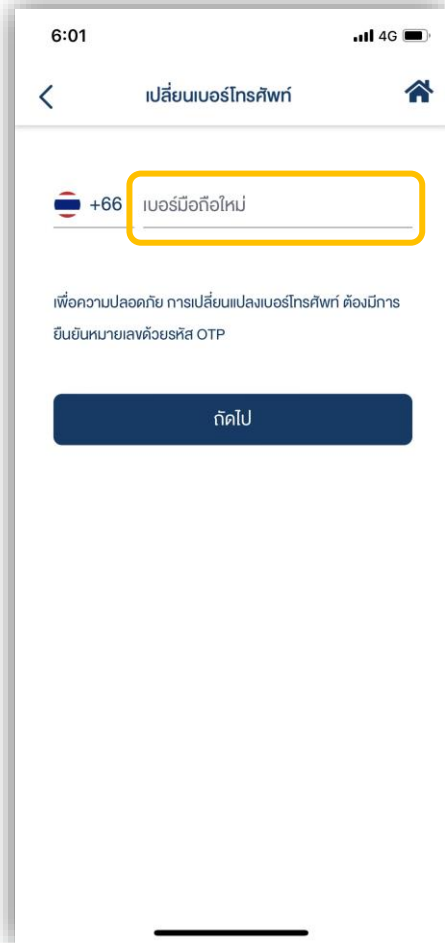 6:01 4G
เปลี่ยนเบอร์โทรศัพท์
+66 เบอร์มือถือใหม่
เพื่อความปลอดภัย การเปลี่ยนแปลงเบอร์โทรศัพท์ ต้องมีการ
ยืนยันหมายเลขด้วยรหัส OTP
ถัดไป